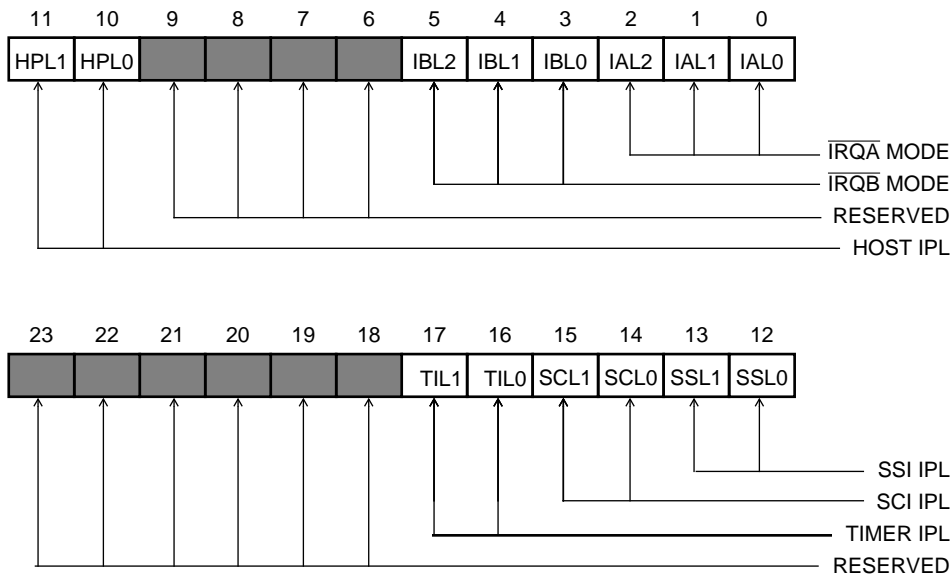 11 10 9 8 7 6 5 4 3 2 1 0
HPL1 HPL0 IBL2 IBL1 IBL0 IAL2 IAL1 IAL0
IRQA MODE
IRQB MODE
RESERVED
HOST IPL
23 22 21 20 19 18 17 16 15 14 13 12
TIL1 TIL0 SCL1 SCL0 SSL1 SSL0
SSI IPL
SCI IPL
TIMER IPL
RESERVED